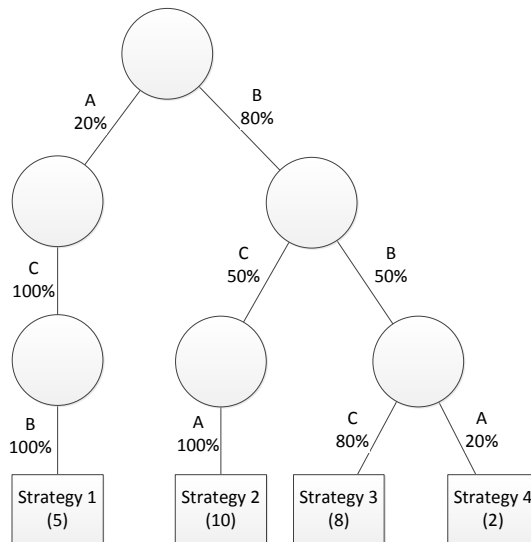 A
20%
B
80%
C
100%
C
50%
B
50%
B
100%
A
100%
C
80%
A
20%
Strategy 1
(5)
Strategy 2
(10)
Strategy 3
(8)
Strategy 4
(2)